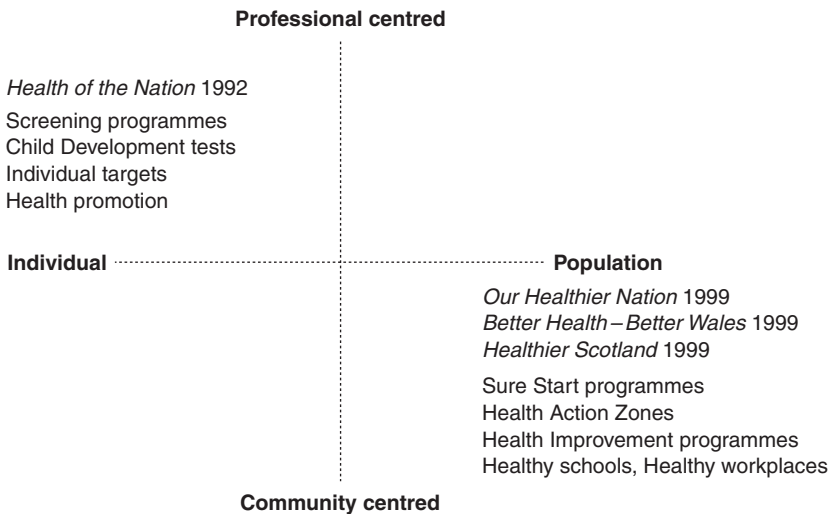 Professional centred
Health of the Nation 1992
Screening programmes
Child Development tests
Individual targets
Health promotion
Individual
Population
Our Healthier Nation 1999
Better Health – Better Wales 1999
Healthier Scotland 1999
Sure Start programmes
Health Action Zones
Health Improvement programmes
Healthy schools, Healthy workplaces
Community centred